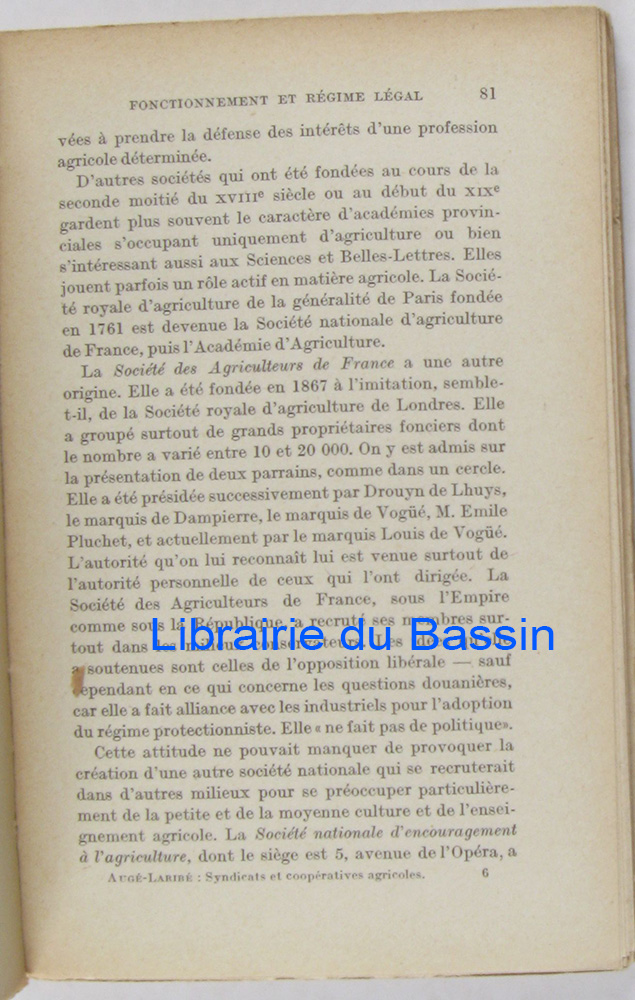 FONCTIONNEMENT ET RÉGIME LÉGAL 81
vées à prendre la défense des intérêts d'une profession
agricole déterminée.
D'autres sociétés qui ont été fondées au cours de la
seconde moitié du XVIIIe siècle ou au début du XIXe
gardent plus souvent le caractère d'académies provin-
ciales s'occupant uniquement d'agriculture ou bien
s'intéressant aussi aux Sciences et Belles-Lettres. Elles
jouent parfois un rôle actif en matière agricole. La Socié-
té royale d'agriculture de la généralité de Paris fondée
en 1761 est devenue la Société nationale d'agriculture
de France, puis l'Académie d'Agriculture.
La Société des Agriculteurs de France a une autre
origine. Elle a été fondée en 1867 à l'imitation, semble-
t-il, de la Société royale d'agriculture de Londres. Elle
a groupé surtout de grands propriétaires fonciers dont
le nombre a varié entre 10 et 20 000. On y est admis sur
la présentation de deux parrains, comme dans un cercle.
Elle a été présidée successivement par Drouyn de Lhuys,
le marquis de Dampierre, le marquis de Vogüé, M. Emile
Pluchet, et actuellement par le marquis Louis de Vogüé.
L'autorité qu'on lui reconnaît lui est venue surtout de
l'autorité personnelle de ceux qui l'ont dirigée. La
Société des Agriculteurs de France, sous l'Empire
comme sous la République, a recruté ses membres sur-
tout dans les milieux conservateurs.
Librairie du Bassin
a soutenues sont celles de l'opposition libérale — sauf
cependant en ce qui concerne les questions douanières,
car elle a fait alliance avec les industriels pour l'adoption
du régime protectionniste. Elle « ne fait pas de politique».
Cette attitude ne pouvait manquer de provoquer la
création d'une autre société nationale qui se recruterait
dans d'autres milieux pour se préoccuper particulière-
ment de la petite et de la moyenne culture et de l'ensei-
gnement agricole. La Société nationale d'encouragement
à l'agriculture, dont le siège est 5, avenue de l'Opéra, a
AUGÉ-LARIBÉ : Syndicats et coopératives agricoles. 6